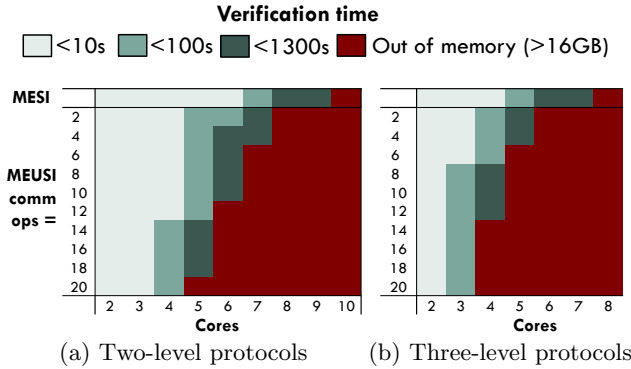 Verification time
<10s <100s <1300s Out of memory (>16GB)
MESI
MEUSI
comm
ops =
2
4
6
8
10
12
14
16
18
20
2 3 4 5 6 7 8 9 10
Cores
(a) Two-level protocols
2
4
6
8
10
12
14
16
18
20
MESI
2 3 4 5 6 7 8
Cores
(b) Three-level protocols